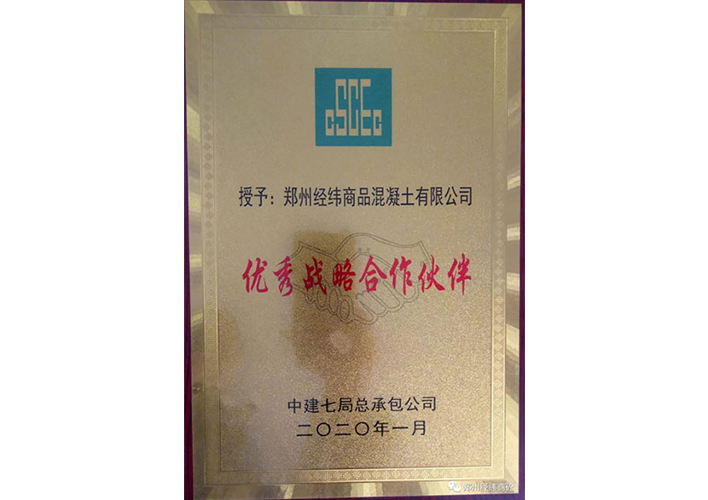 CSCEC
授予：郑州经纬商品混凝土有限公司
优秀战略合作伙伴
中建七局总承包公司
二〇二〇年一月